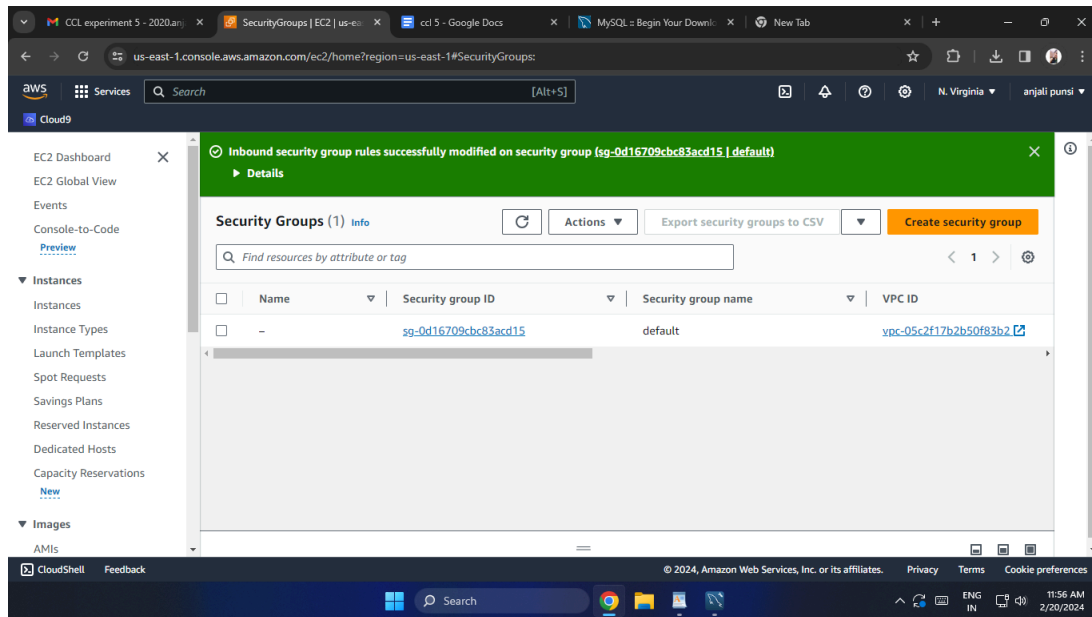 CCL experiment 5 - 2020.anj
SecurityGroups | EC2 | us-ea
ccl 5 - Google Docs
MySQL :: Begin Your Downlo
New Tab
us-east-1.console.aws.amazon.com/ec2/home?region=us-east-1#SecurityGroups:
aws Services Search [Alt+S] N. Virginia anjali punsi
Cloud9
EC2 Dashboard
EC2 Global View
Events
Console-to-Code
Preview
Instances
Instances
Instance Types
Launch Templates
Spot Requests
Savings Plans
Reserved Instances
Dedicated Hosts
Capacity Reservations
New
Images
AMIs
Inbound security group rules successfully modified on security group (sg-0d16709cbc83acd15 | default)
Details
Security Groups (1) Info Actions Export security groups to CSV Create security group
Find resources by attribute or tag 1
Name Security group ID Security group name VPC ID
– sg-0d16709cbc83acd15 default vpc-05c2f17b2b50f83b2
CloudShell Feedback © 2024, Amazon Web Services, Inc. or its affiliates. Privacy Terms Cookie preferences
Search ENG IN 11:56 AM 2/20/2024